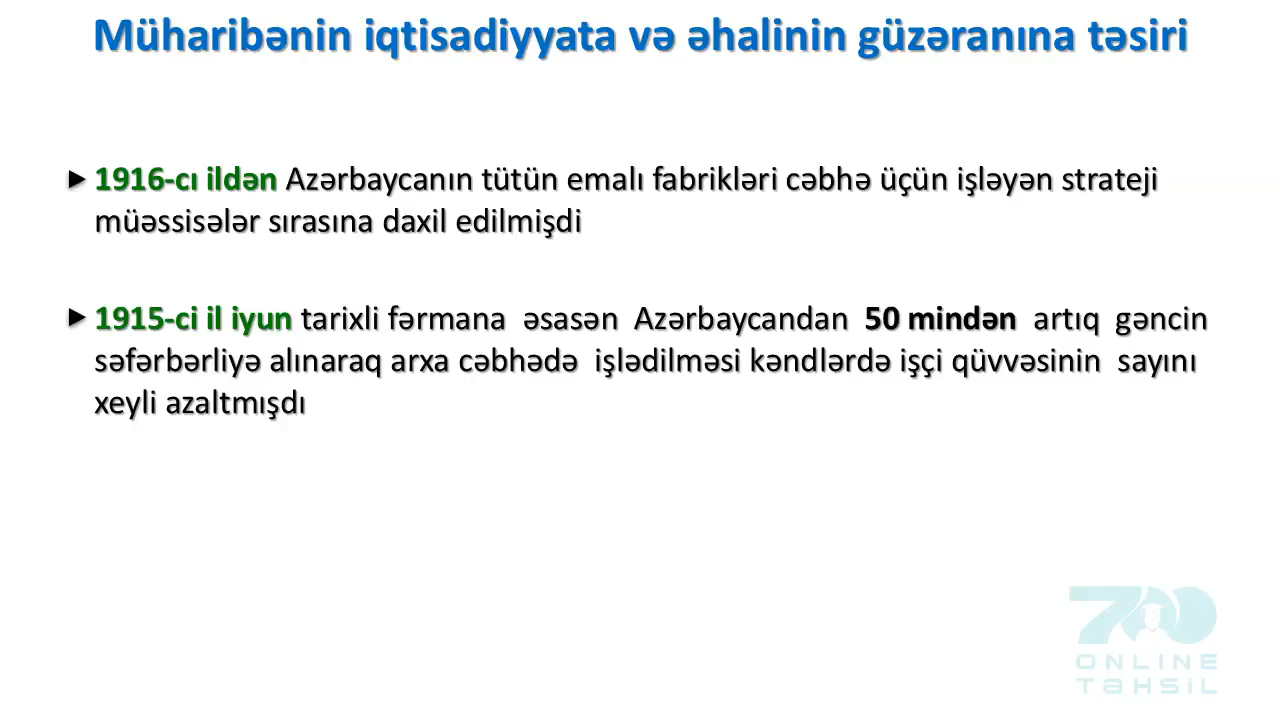 Müharibənin iqtisadiyyata və əhalinin güzəranına təsiri
▶ 1916-cı ildən Azərbaycanın tütün emalı fabrikləri cəbhə üçün işləyən strateji
müəssisələr sırasına daxil edilmişdi
▶ 1915-ci il iyun tarixli fərmana əsasən Azərbaycandan 50 mindən artıq gəncin
səfərbərliyə alınaraq arxa cəbhədə işlədilməsi kəndlərdə işçi qüvvəsinin sayını
xeyli azaltmışdı
700
ONLINE
TəHSİL